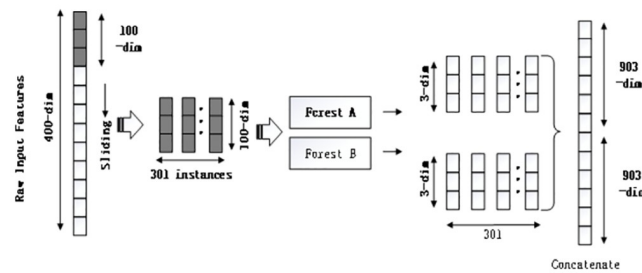 Raw Input Features
400-dim
100
-dim
Sliding
301 instances
100-dim
Forest A
Forest B
3-dim
3-dim
301
903
-dim
903
-dim
Concatenate